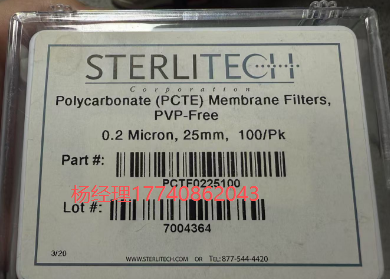 STERLITECH
Corporation
Polycarbonate (PCTE) Membrane Filters,
PVP-Free
0.2 Micron, 25mm, 100/Pk
Part #:
PCTF0225100
杨经理17740862043
Lot #:
7004364
3/20
WWW.STERLITECH.COM OR Tel:877-544-4420